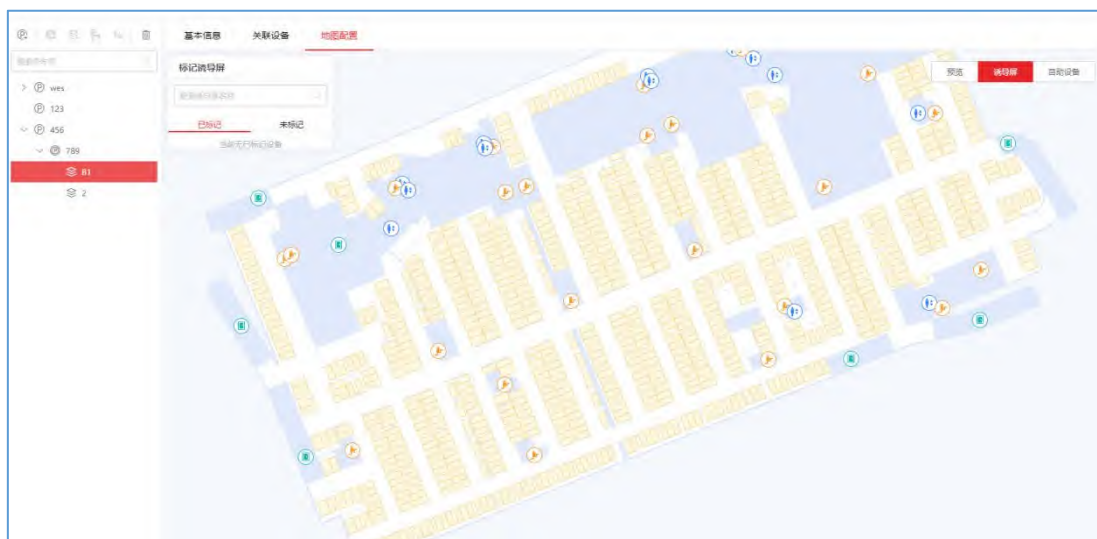 基本信息 关联设备 地图配置
标记诱导屏
预览 诱导屏 自助设备
已标记 未标记
当前无已标记设备
wes
123
456
789
B1
2